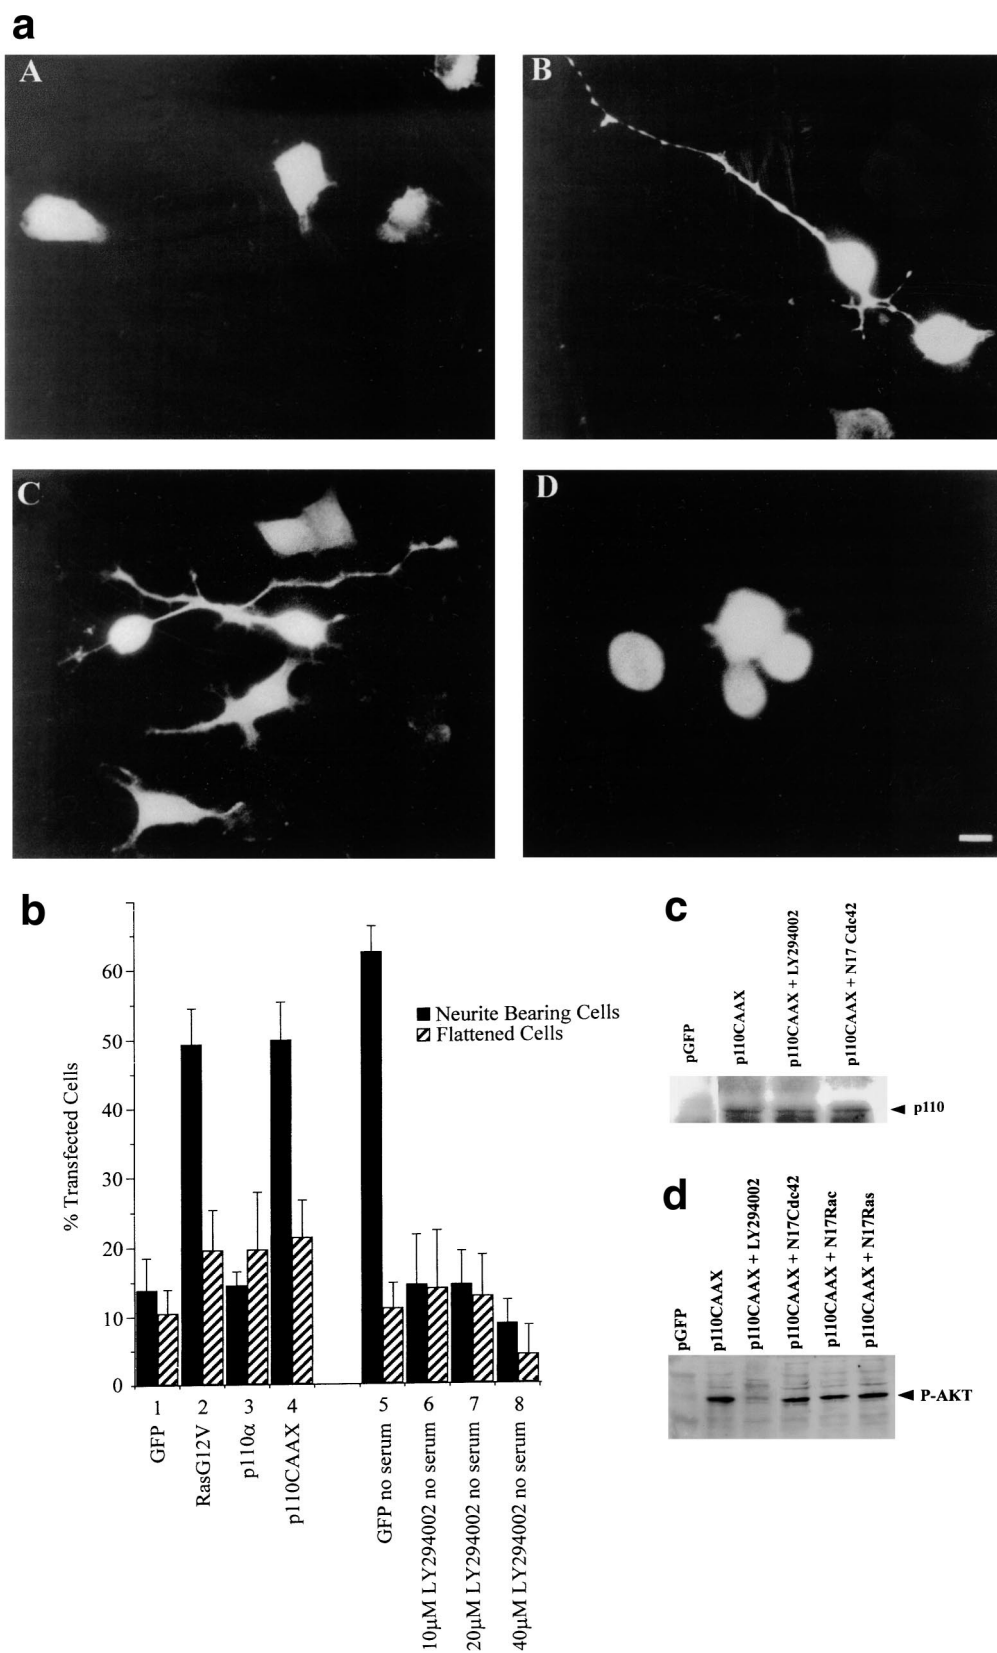 a
A
B
C
D
b
% Transfected Cells
60
50
40
30
20
10
0
Neurite Bearing Cells
Flattened Cells
1
2
3
4
5
6
7
8
GFP
RasG12V
p110α
p110CAAX
GFP no serum
10μM LY294002 no serum
20μM LY294002 no serum
40μM LY294002 no serum
c
pGFP
p110CAAX
p110CAAX + LY294002
p110CAAX + N17 Cdc42
p110
d
pGFP
p110CAAX
p110CAAX + LY294002
p110CAAX + N17Cdc42
p110CAAX + N17Rac
p110CAAX + N17Ras
P-AKT